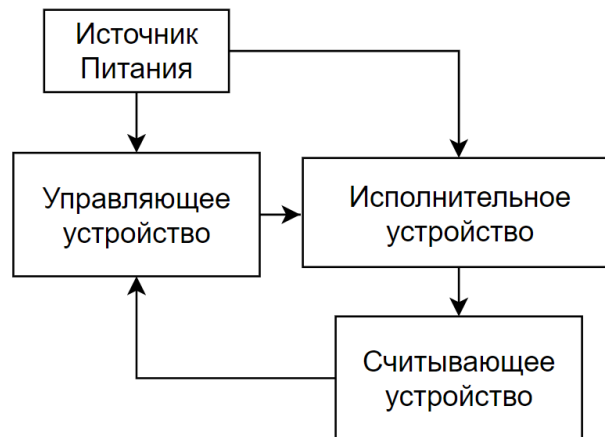 Источник
Питания
Управляющее
устройство
Исполнительное
устройство
Считывающее
устройство